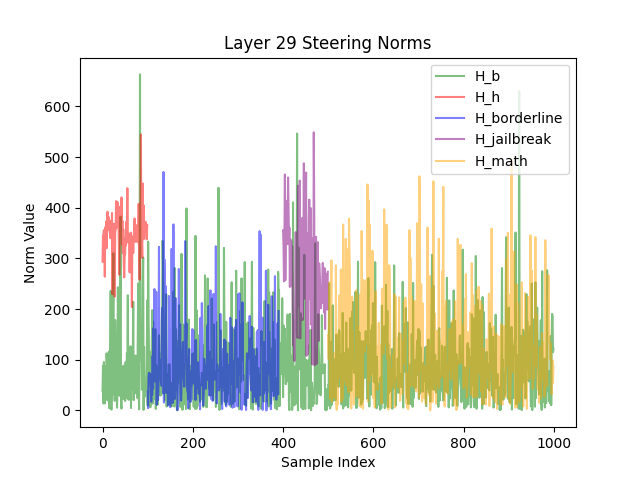 Layer 29 Steering Norms
Norm Value
600
500
400
300
200
100
0
H_b
H_h
H_borderline
H_jailbreak
H_math
0
200
400
600
800
1000
Sample Index